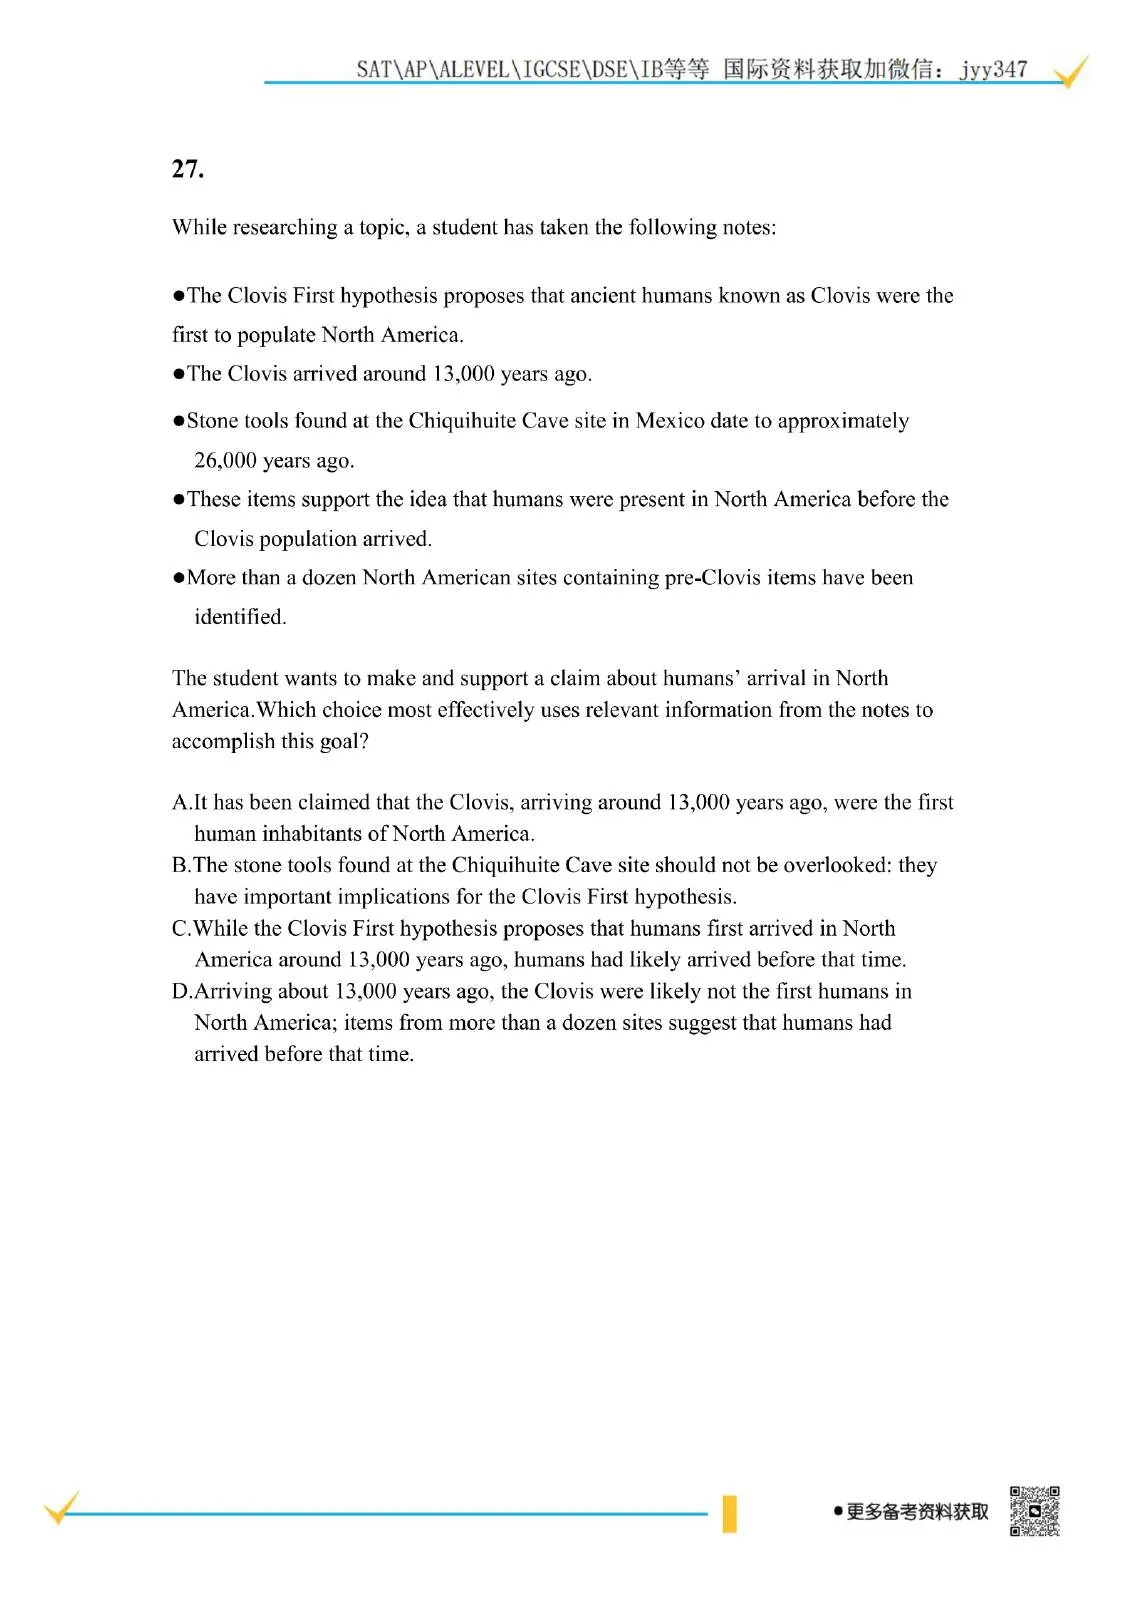 SAT\AP\ALEVEL\IGCSE\DSE\IB等等 国际资料获取加微信：jyy347
27.
While researching a topic, a student has taken the following notes:
●The Clovis First hypothesis proposes that ancient humans known as Clovis were the
first to populate North America.
●The Clovis arrived around 13,000 years ago.
●Stone tools found at the Chiquihuite Cave site in Mexico date to approximately
26,000 years ago.
●These items support the idea that humans were present in North America before the
Clovis population arrived.
●More than a dozen North American sites containing pre-Clovis items have been
identified.
The student wants to make and support a claim about humans’ arrival in North
America.Which choice most effectively uses relevant information from the notes to
accomplish this goal?
A.It has been claimed that the Clovis, arriving around 13,000 years ago, were the first
human inhabitants of North America.
B.The stone tools found at the Chiquihuite Cave site should not be overlooked: they
have important implications for the Clovis First hypothesis.
C.While the Clovis First hypothesis proposes that humans first arrived in North
America around 13,000 years ago, humans had likely arrived before that time.
D.Arriving about 13,000 years ago, the Clovis were likely not the first humans in
North America; items from more than a dozen sites suggest that humans had
arrived before that time.
●更多备考资料获取